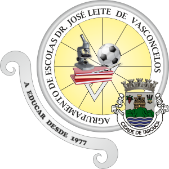 AGRUPAMENTO DE ESCOLAS DR. JOSÉ LEITE DE VASCONCELOS
A EDUCAR DESDE 1977
CIDADE DE TAROUCA